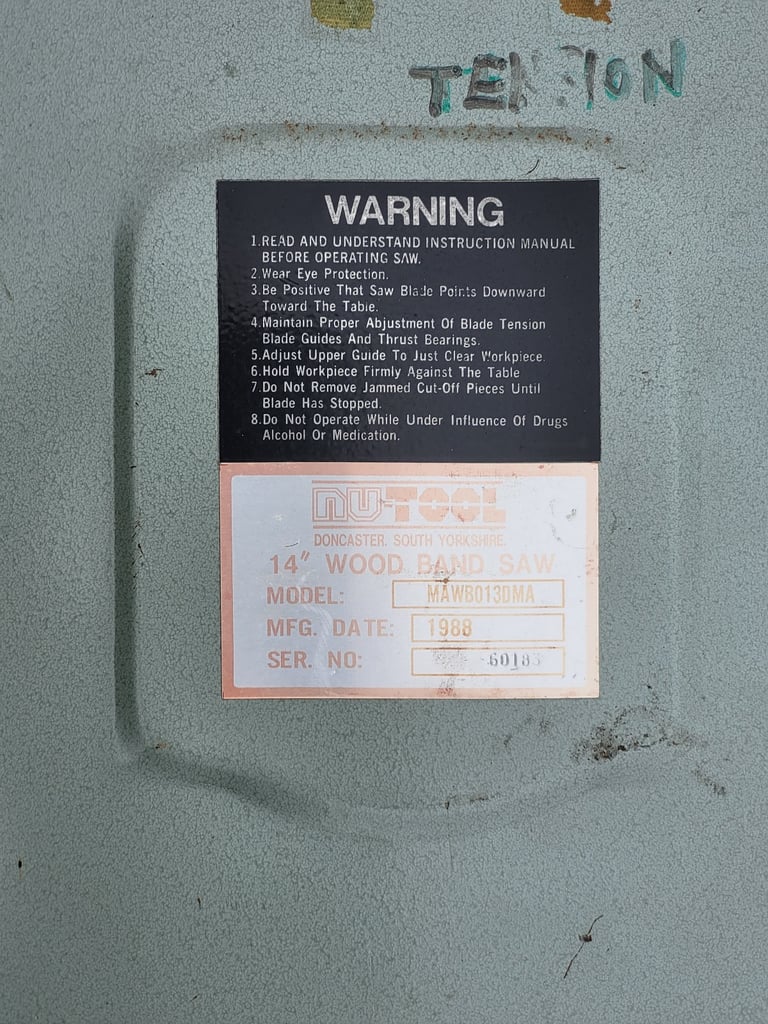 TENSION
WARNING
1.READ AND UNDERSTAND INSTRUCTION MANUAL
BEFORE OPERATING SAW.
2.Wear Eye Protection.
3.Be Positive That Saw Blade Points Downward
Toward The Table.
4.Maintain Proper Abjustment Of Blade Tension
Blade Guides And Thrust Bearings.
5.Adjust Upper Guide To Just Clear Workpiece.
6.Hold Workpiece Firmly Against The Table
7.Do Not Remove Jammed Cut-Off Pieces Until
Blade Has Stopped.
8.Do Not Operate While Under Influence Of Drugs
Alcohol Or Medication.
NU-TOOL
DONCASTER. SOUTH YORKSHIRE.
14" WOOD BAND SAW
MODEL: MAWB013DMA
MFG. DATE: 1988
SER. NO: